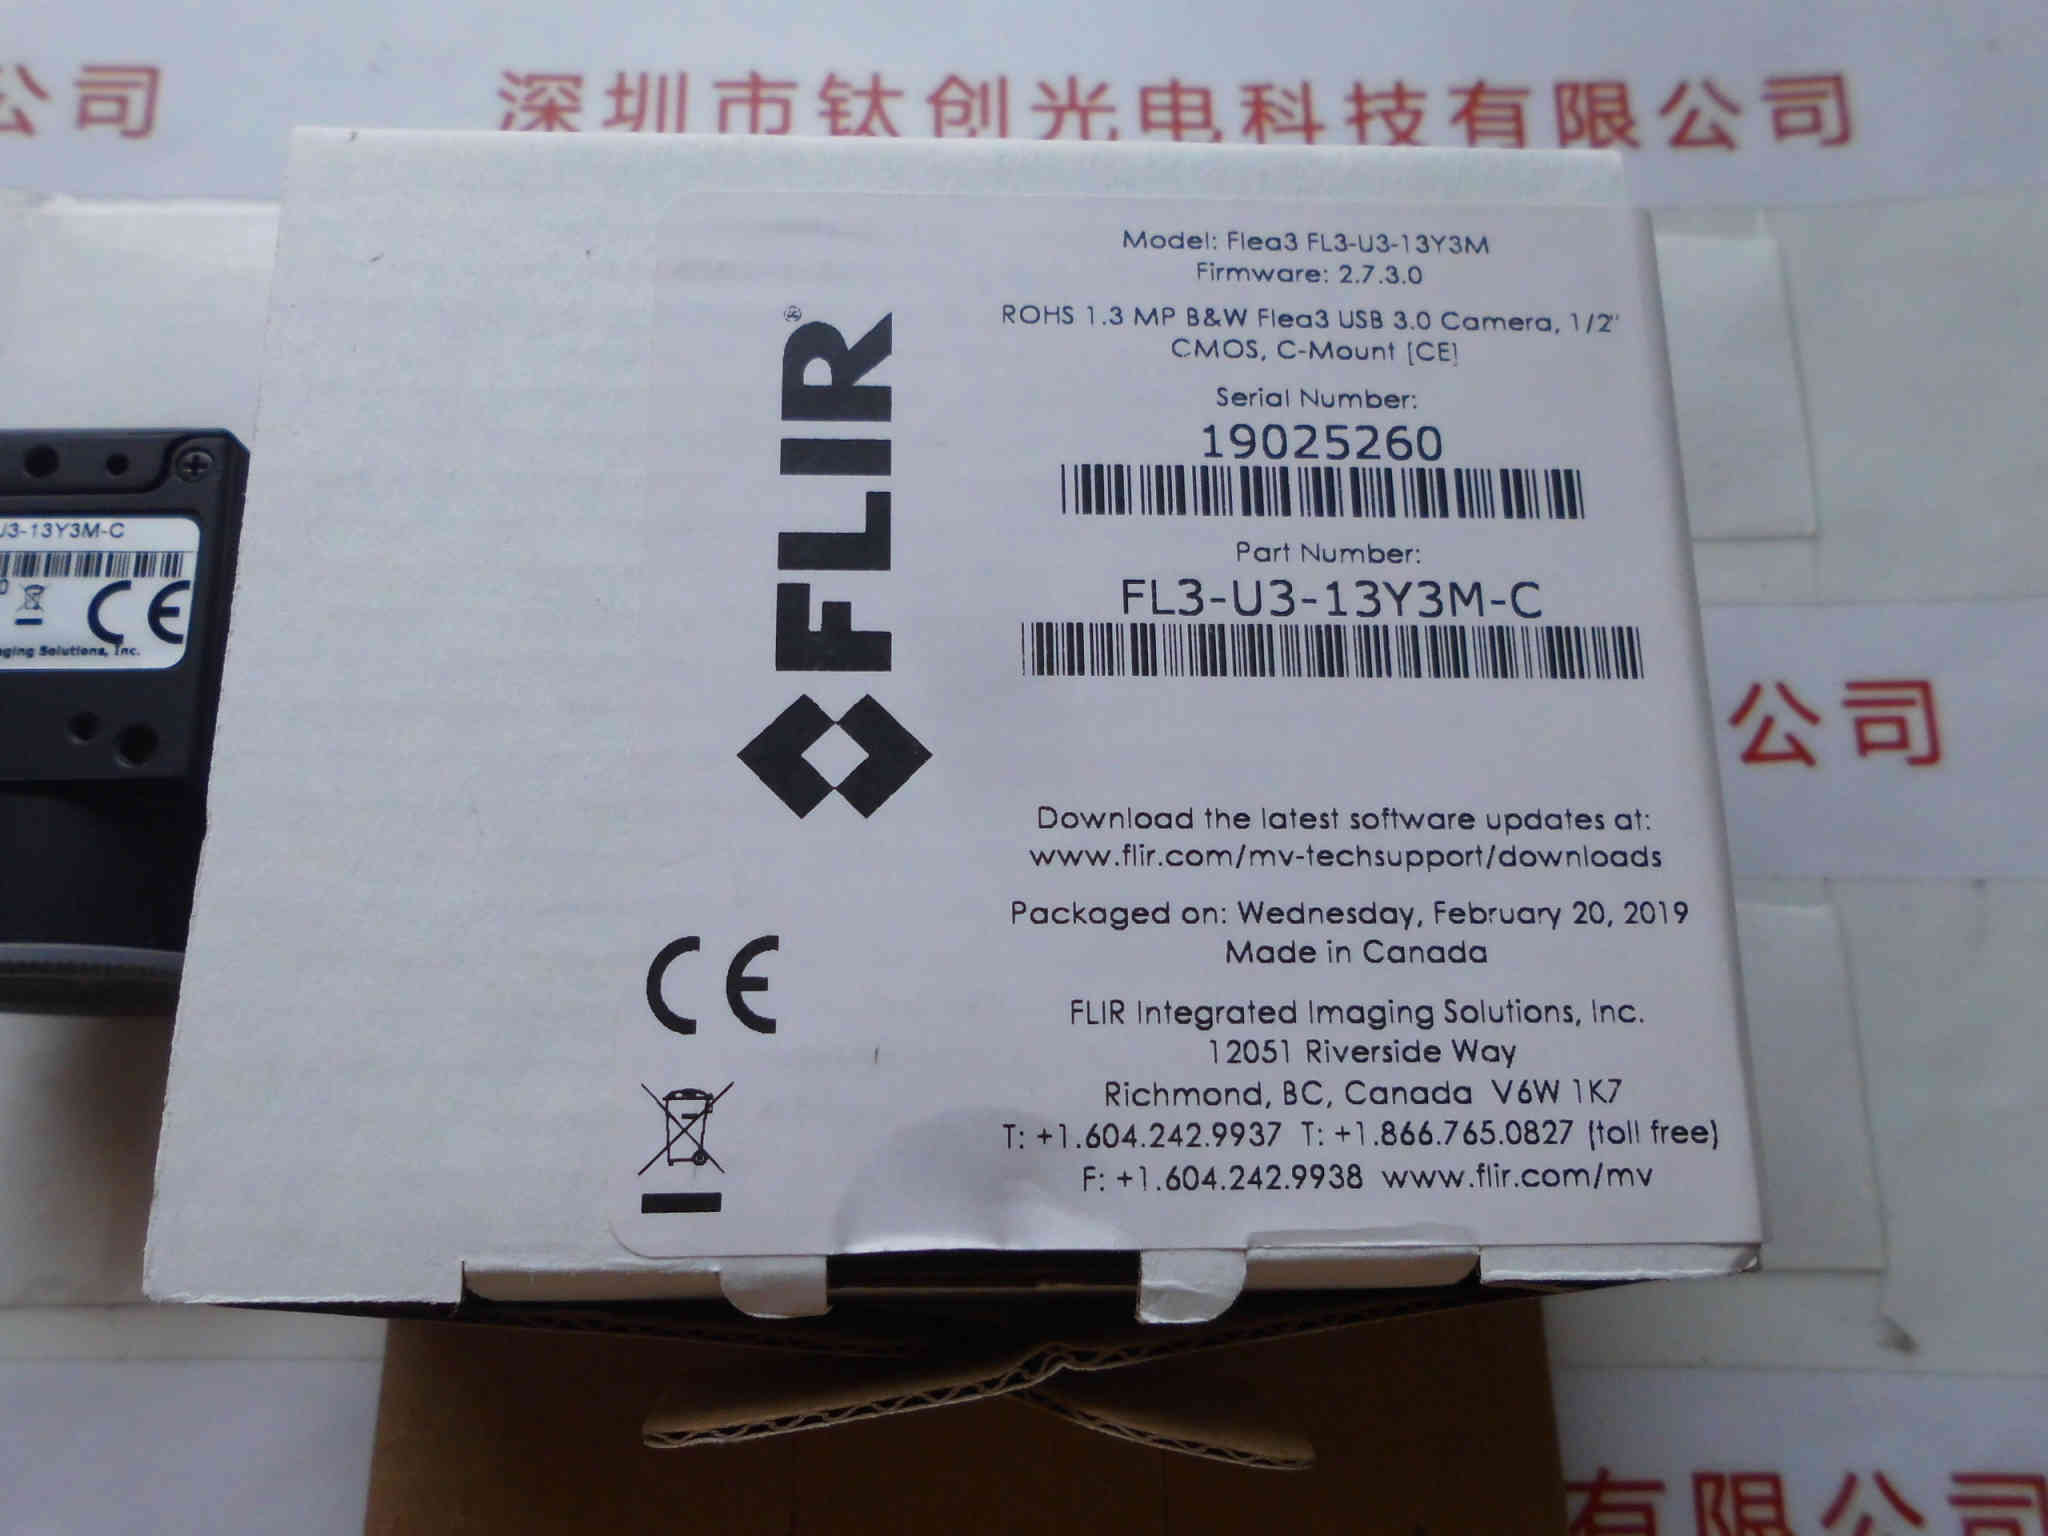 公司
深圳市钛创光电科技有限公司
Model: Flea3 FL3-U3-13Y3M
Firmware: 2.7.3.0
ROHS 1.3 MP B&W Flea3 USB 3.0 Camera, 1/2"
CMOS, C-Mount [CE]
Serial Number:
19025260
Part Number:
FL3-U3-13Y3M-C
FLIR®
Download the latest software updates at:
www.flir.com/mv-techsupport/downloads
Packaged on: Wednesday, February 20, 2019
Made in Canada
FLIR Integrated Imaging Solutions, Inc.
12051 Riverside Way
Richmond, BC, Canada V6W 1K7
T: +1.604.242.9937 T: +1.866.765.0827 (toll free)
F: +1.604.242.9938 www.flir.com/mv
CE
U3-13Y3M-C
0
CE
aging Solutions, Inc.
公司
有限公司